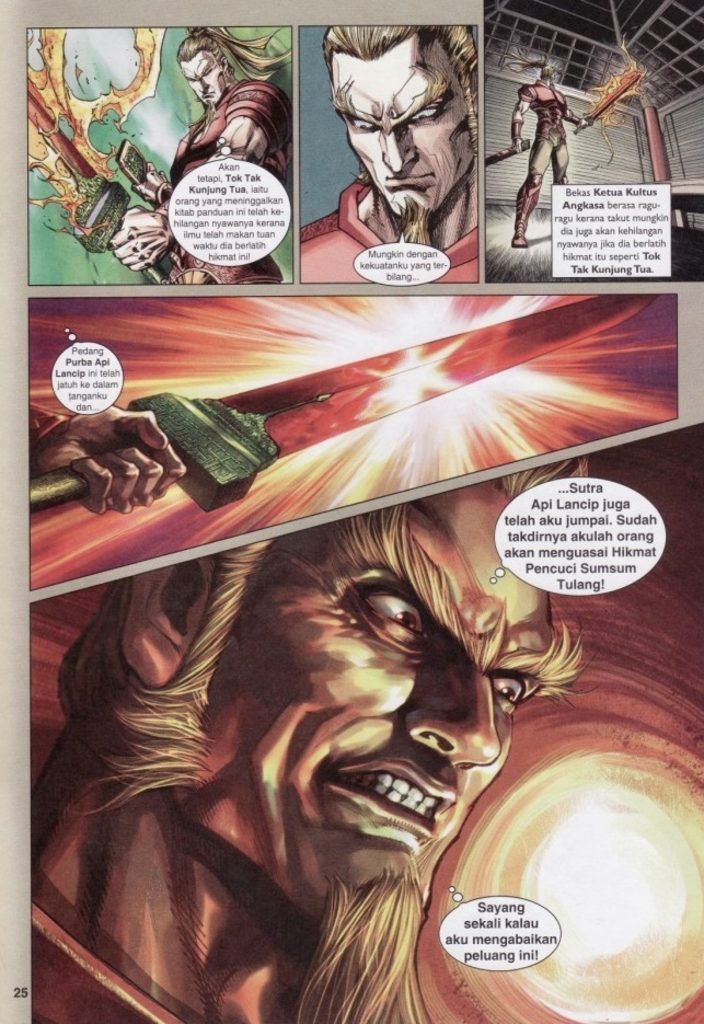 Akan
tetapi, Tok Tak
Kunjung Tua, iaitu
orang yang meninggalkan
kitab panduan ini telah ke-
hilangan nyawanya kerana
ilmu telah makan tuan
waktu dia berlatih
hikmat ini!
Mungkin dengan
kekuatanku yang ter-
bilang...
Bekas Ketua Kultus
Angkasa berasa ragu-
ragu kerana takut mungkin
dia juga akan kehilangan
nyawanya jika dia berlatih
hikmat itu seperti Tok
Tak Kunjung Tua.
Pedang
Purba Api
Lancip ini telah
jatuh ke dalam
tanganku
dan...
...Sutra
Api Lancip juga
telah aku jumpai. Sudah
takdirnya akulah orang
akan menguasai Hikmat
Pencuci Sumsum
Tulang!
Sayang
sekali kalau
aku mengabaikan
peluang ini!
25